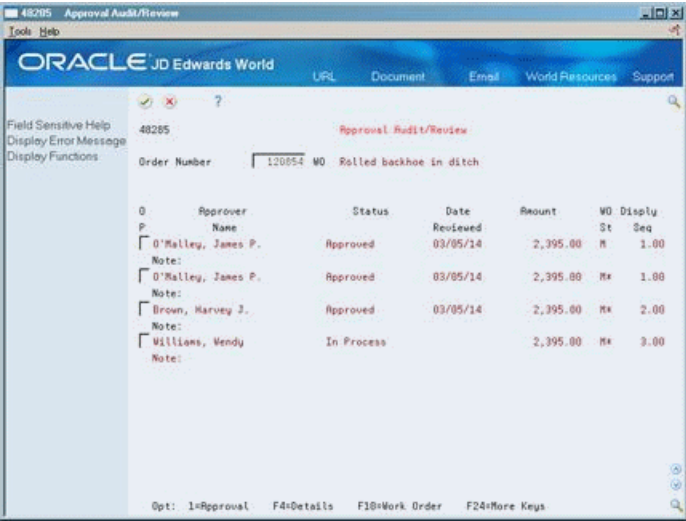 48205 Approval Audit/Review
Tools Help
ORACLE JD Edwards World
URL Document Email World Resources Support
?
Field Sensitive Help
Display Error Message
Display Functions
48205 Approval Audit/Review
Order Number 120854 WO Rolled backhoe in ditch
O Approver Status Date Amount WO Disply
P Name Reviewed St Seq
O'Malley, James P. Approved 03/05/14 2,395.00 M 1.00
Note:
O'Malley, James P. Approved 03/05/14 2,395.00 M* 1.00
Note:
Brown, Harvey J. Approved 03/05/14 2,395.00 M* 2.00
Note:
Williams, Wendy In Process 2,395.00 M* 3.00
Note:
Opt: 1=Approval F4=Details F18=Work Order F24=More Keys